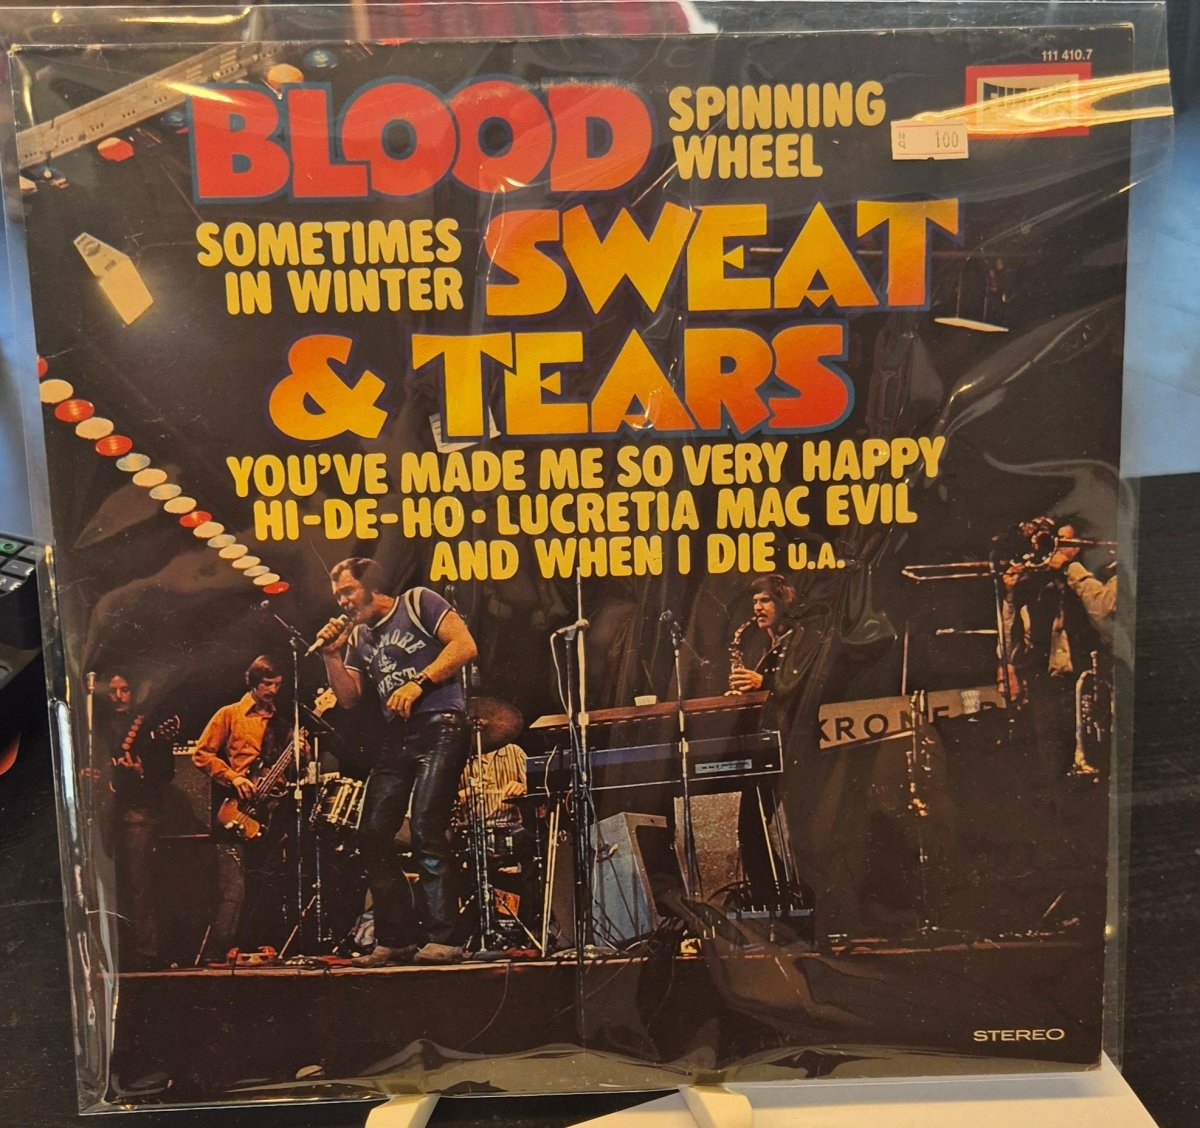 111 410.7
BLOOD
SPINNING
WHEEL
EUROPA
100
SOMETIMES
IN WINTER
SWEAT
& TEARS
YOU'VE MADE ME SO VERY HAPPY
HI-DE-HO • LUCRETIA MAC EVIL
AND WHEN I DIE U.A.
STEREO